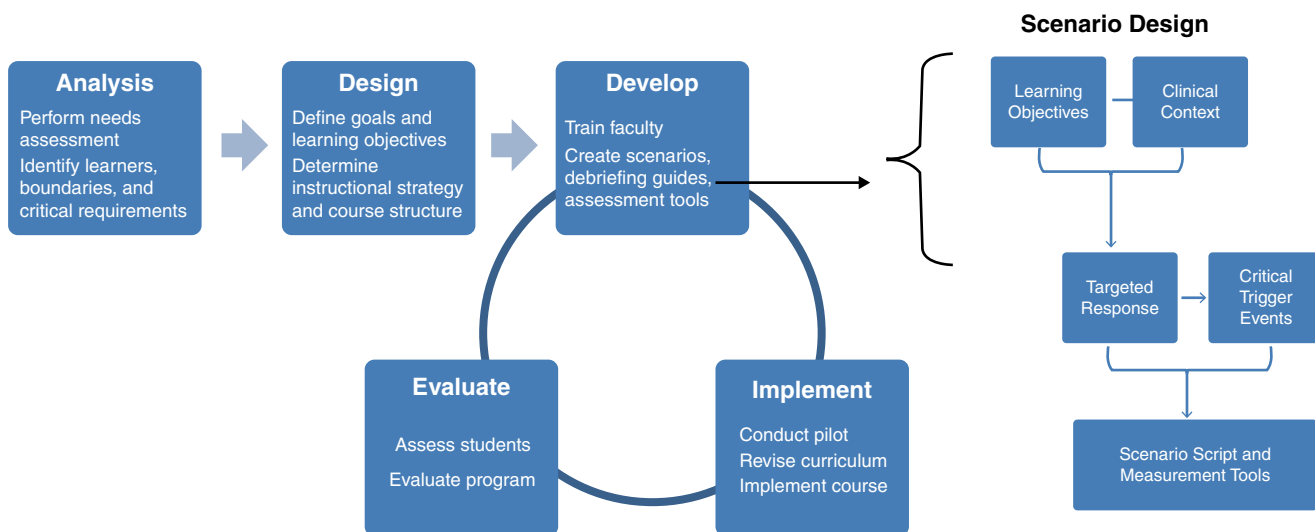 Scenario Design
Analysis
Perform needs
assessment
Identify learners,
boundaries, and
critical requirements
Design
Define goals and
learning objectives
Determine
instructional strategy
and course structure
Develop
Train faculty
Create scenarios,
debriefing guides,
assessment tools
Evaluate
Assess students
Evaluate program
Implement
Conduct pilot
Revise curriculum
Implement course
Learning
Objectives
Clinical
Context
Targeted
Response
Critical
Trigger
Events
Scenario Script and
Measurement Tools